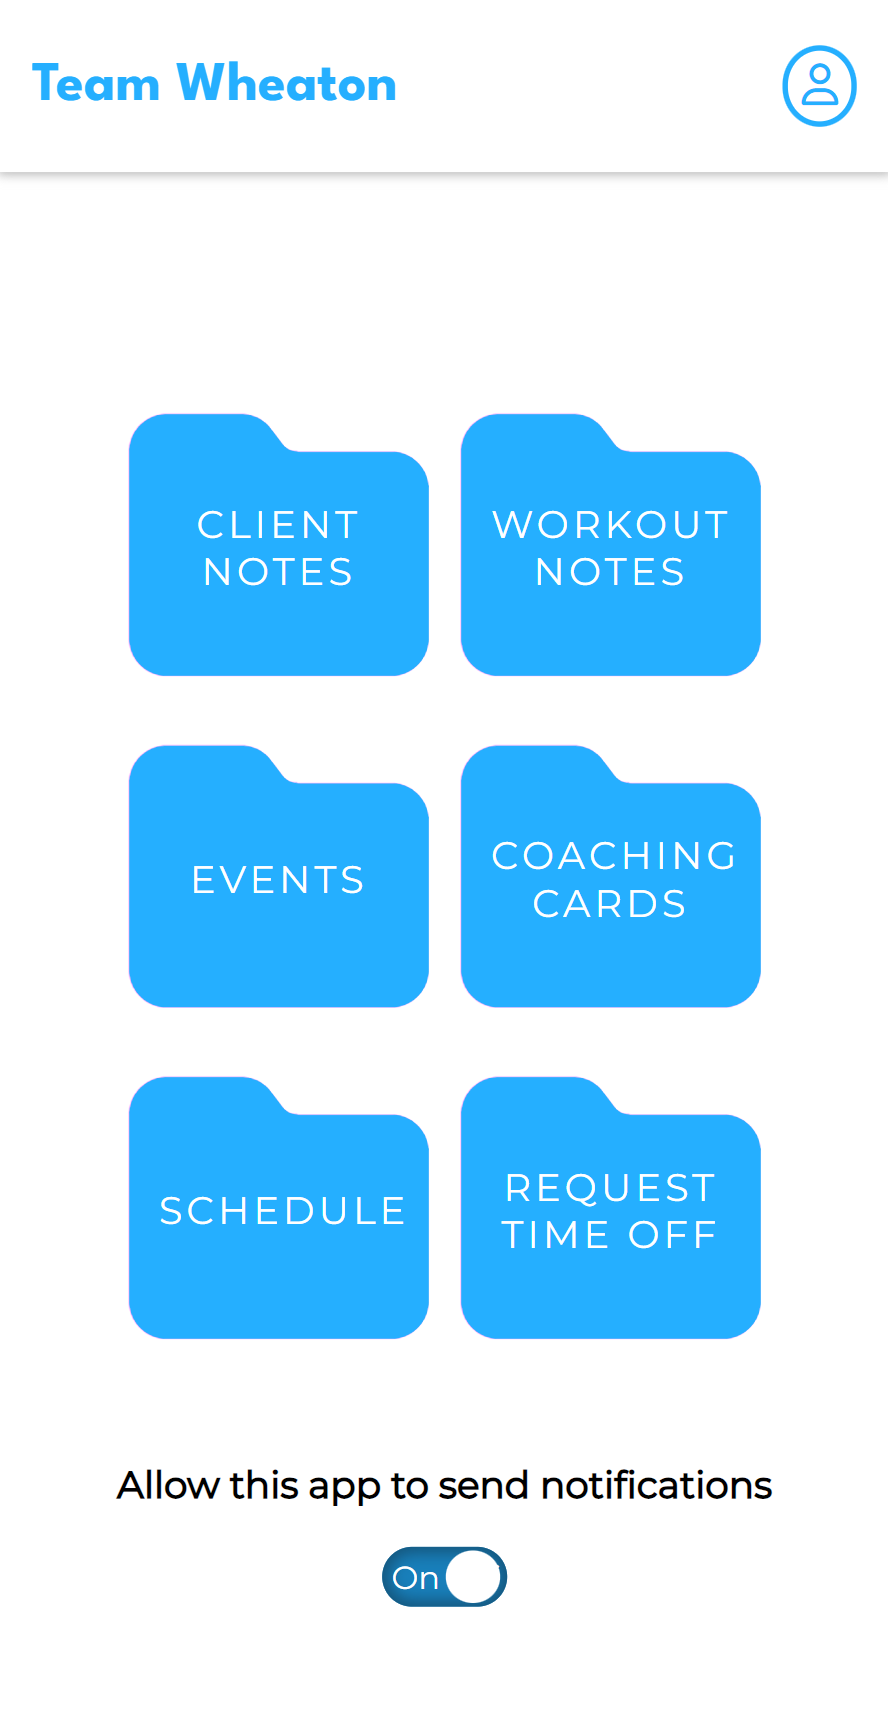 Team Wheaton
CLIENT
NOTES
WORKOUT
NOTES
EVENTS
COACHING
CARDS
SCHEDULE
REQUEST
TIME OFF
Allow this app to send notifications
On